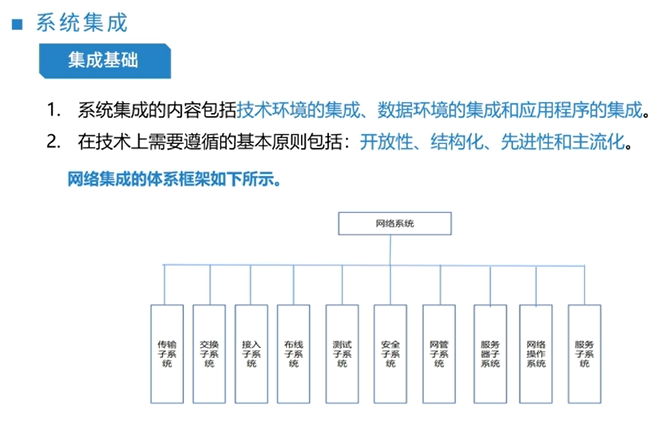 系统集成
集成基础
1. 系统集成的内容包括技术环境的集成、数据环境的集成和应用程序的集成。
2. 在技术上需要遵循的基本原则包括：开放性、结构化、先进性和主流化。
网络集成的体系框架如下所示。
网络系统
传输
子系
统
交换
子系
统
接入
子系
统
布线
子系
统
测试
子系
统
安全
子系
统
网管
子系
统
服务
器子
系统
网络
操作
系统
服务
子系
统